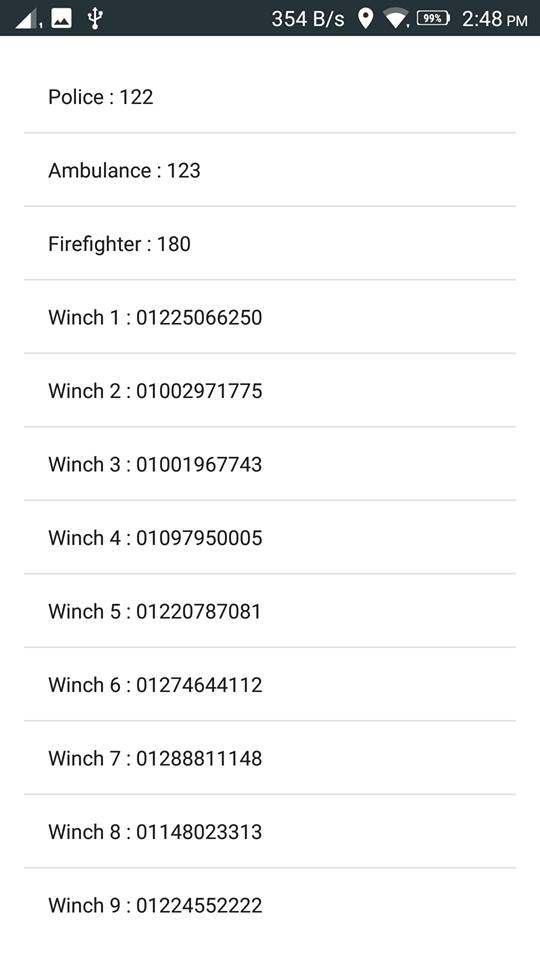 354 B/s 99% 2:48 PM
Police : 122
Ambulance : 123
Firefighter : 180
Winch 1 : 01225066250
Winch 2 : 01002971775
Winch 3 : 01001967743
Winch 4 : 01097950005
Winch 5 : 01220787081
Winch 6 : 01274644112
Winch 7 : 01288811148
Winch 8 : 01148023313
Winch 9 : 01224552222